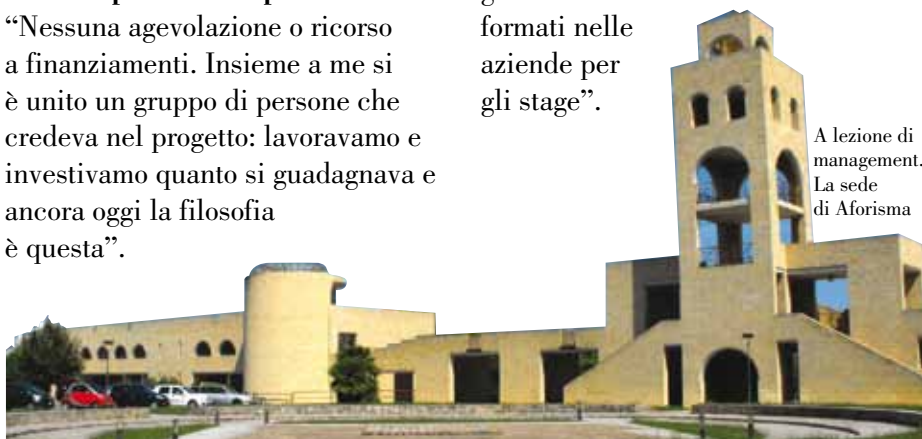 “Nessuna agevolazione o ricorso
a finanziamenti. Insieme a me si
è unito un gruppo di persone che
credeva nel progetto: lavoravamo e
investivamo quanto si guadagnava e
ancora oggi la filosofia
è questa”.
formati nelle
aziende per
gli stage”.
A lezione di
management.
La sede
di Aforisma